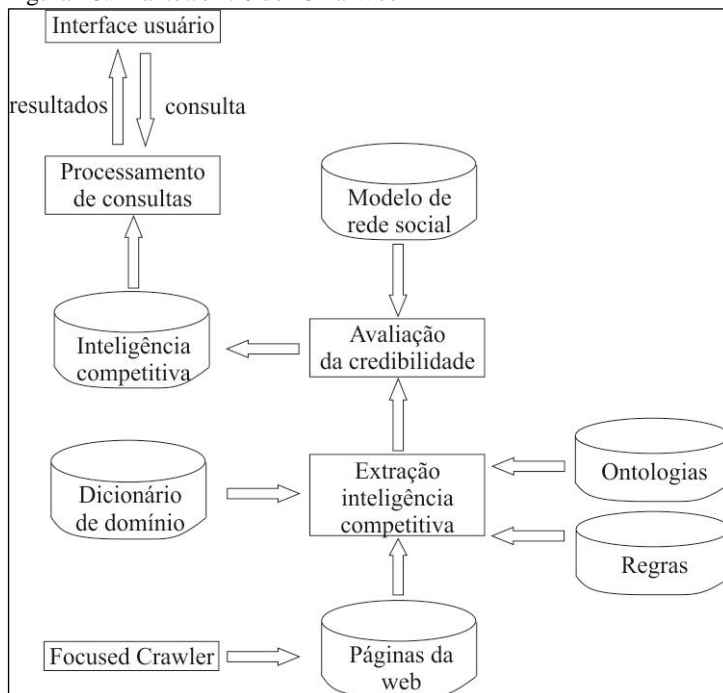 Interface usuário
resultados
consulta
Processamento
de consultas
Modelo de
rede social
Inteligência
competitiva
Avaliação
da credibilidade
Dicionário
de domínio
Extração
inteligência
competitiva
Ontologias
Regras
Focused Crawler
Páginas da
web